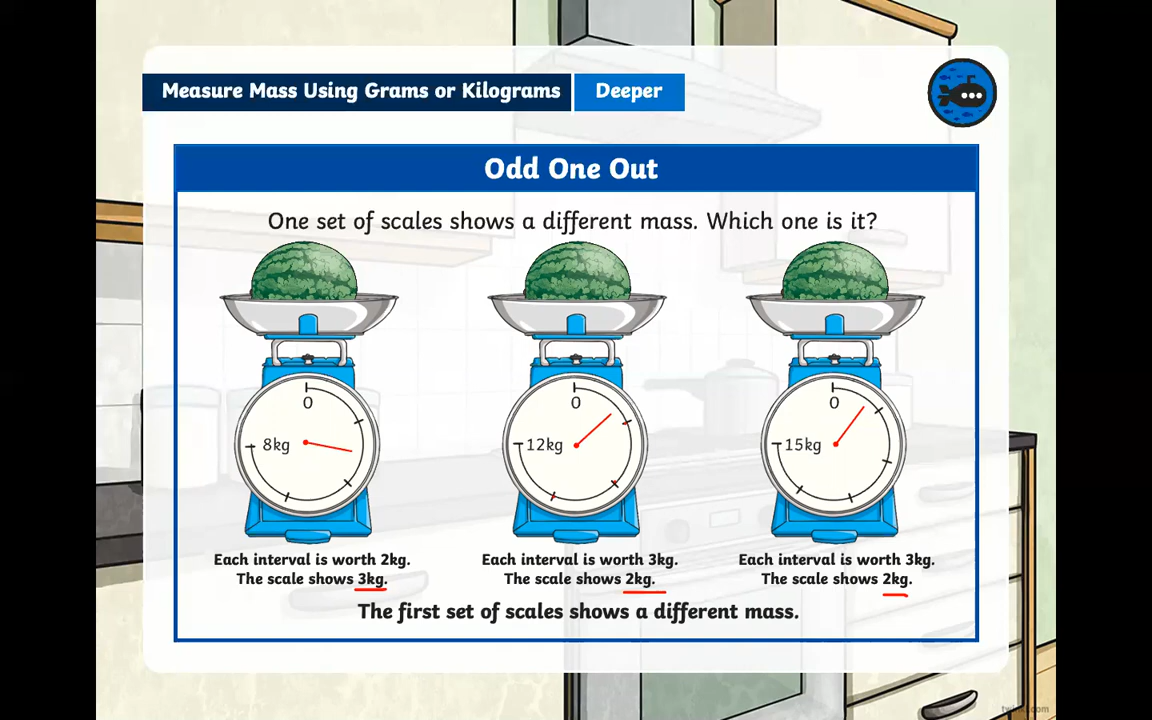 Measure Mass Using Grams or Kilograms Deeper
Odd One Out
One set of scales shows a different mass. Which one is it?
0 0 0
8kg 12kg 15kg
Each interval is worth 2kg. Each interval is worth 3kg. Each interval is worth 3kg.
The scale shows 3kg. The scale shows 2kg. The scale shows 2kg.
The first set of scales shows a different mass.